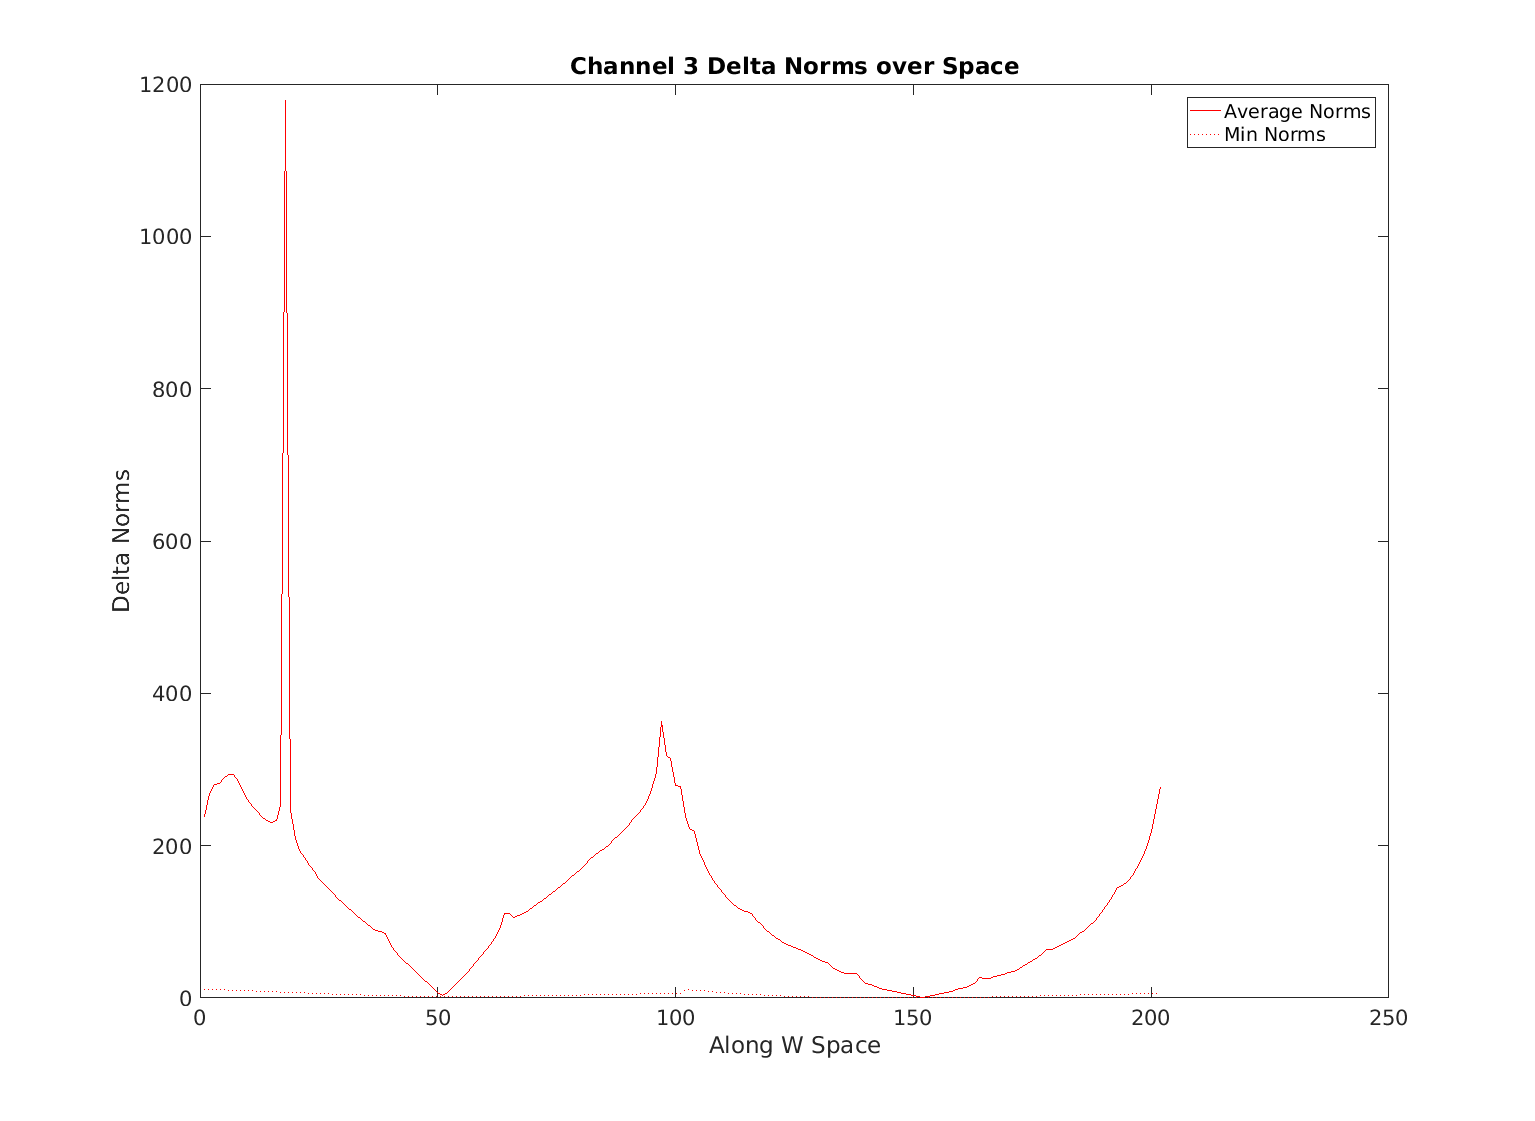 Channel 3 Delta Norms over Space
1200
1000
800
600
400
200
0
Delta Norms
Average Norms
Min Norms
0 50 100 150 200 250
Along W Space